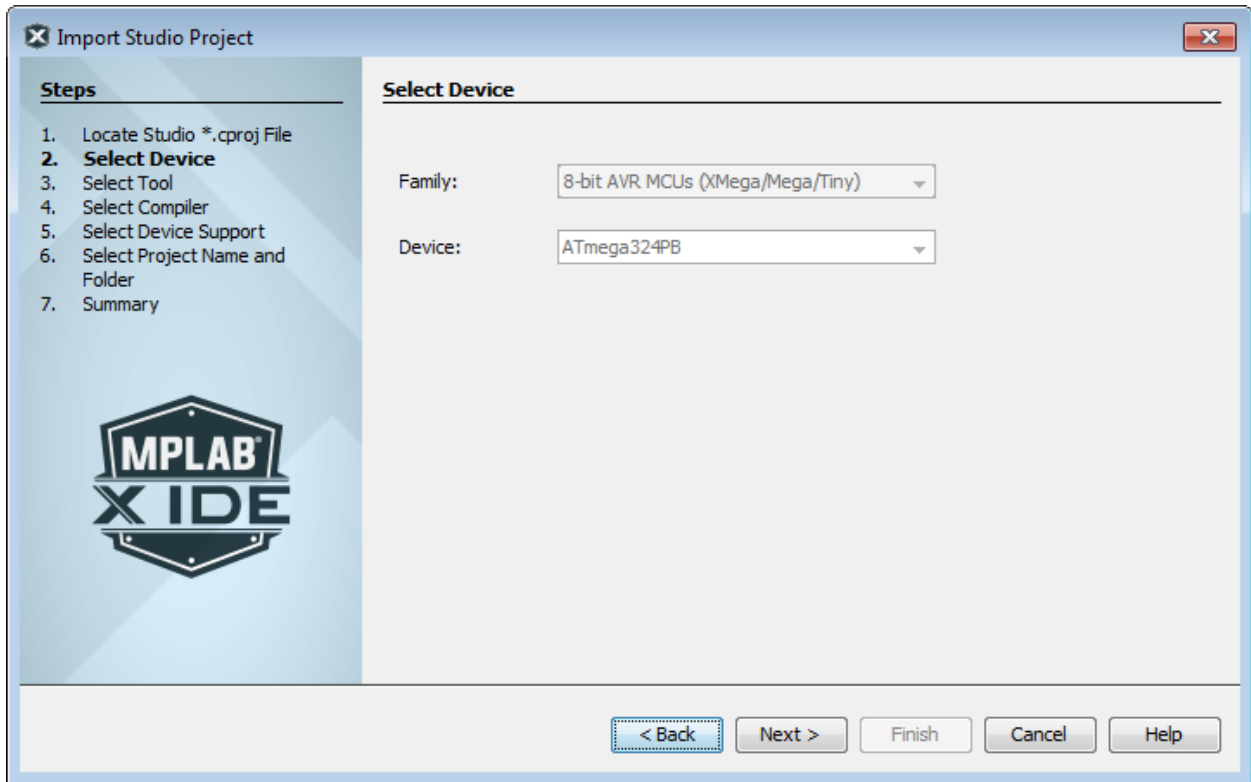 Import Studio Project
Steps
1. Locate Studio *.cproj File
2. Select Device
3. Select Tool
4. Select Compiler
5. Select Device Support
6. Select Project Name and
Folder
7. Summary
MPLAB®
X IDE
Select Device
Family: 8-bit AVR MCUs (XMega/Mega/Tiny)
Device: ATmega324PB
< Back Next > Finish Cancel Help